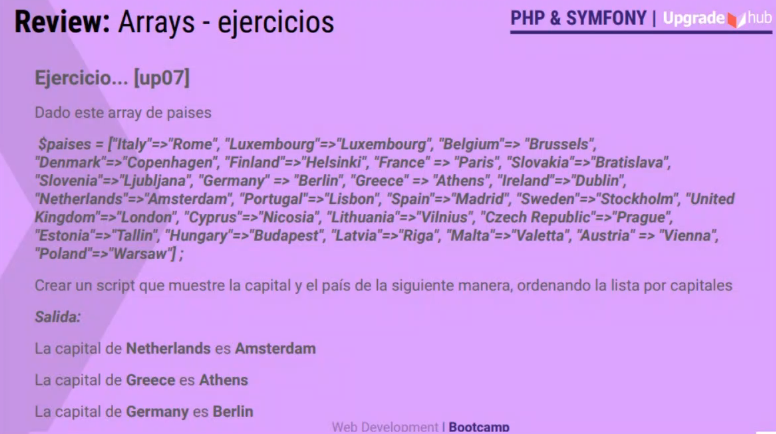 Review: Arrays - ejercicios
PHP & SYMFONY | Upgrade hub
Ejercicio... [up07]
Dado este array de paises
$paises = ["Italy"=>"Rome", "Luxembourg"=>"Luxembourg", "Belgium"=> "Brussels",
"Denmark"=>"Copenhagen", "Finland"=>"Helsinki", "France" => "Paris", "Slovakia"=>"Bratislava",
"Slovenia"=>"Ljubljana", "Germany" => "Berlin", "Greece" => "Athens", "Ireland"=>"Dublin",
"Netherlands"=>"Amsterdam", "Portugal"=>"Lisbon", "Spain"=>"Madrid", "Sweden"=>"Stockholm", "United
Kingdom"=>"London", "Cyprus"=>"Nicosia", "Lithuania"=>"Vilnius", "Czech Republic"=>"Prague",
"Estonia"=>"Tallin", "Hungary"=>"Budapest", "Latvia"=>"Riga", "Malta"=>"Valetta", "Austria" => "Vienna",
"Poland"=>"Warsaw"] ;
Crear un script que muestre la capital y el país de la siguiente manera, ordenando la lista por capitales
Salida:
La capital de Netherlands es Amsterdam
La capital de Greece es Athens
La capital de Germany es Berlin
Web Development | Bootcamp